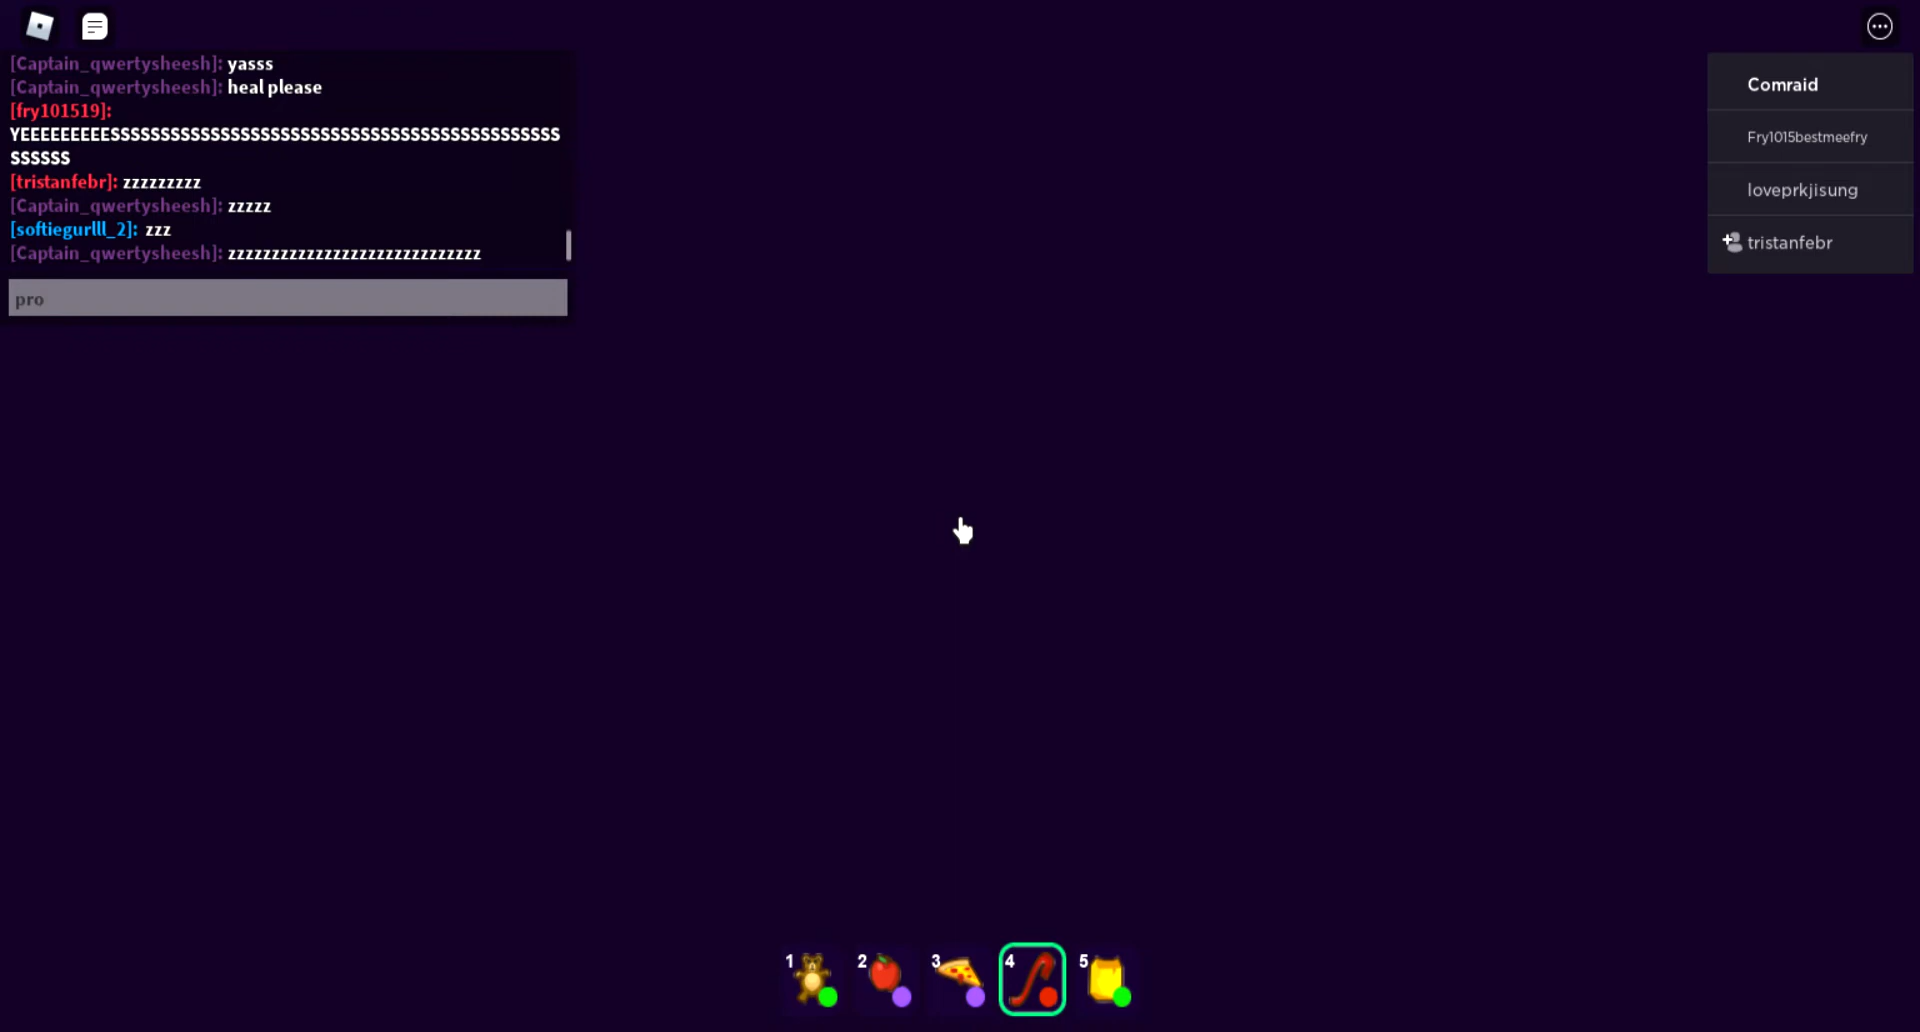 [Captain_qwertysheesh]: yasss
[Captain_qwertysheesh]: heal please
[fry101519]:
YEEEEEEEEESSSSSSSSSSSSSSSSSSSSSSSSSSSSSSSSSSSSSSSSSSSSS
SSSSSS
[tristanfebr]: zzzzzzzzz
[Captain_qwertysheesh]: zzzzz
[softiegurlll_2]: zzz
[Captain_qwertysheesh]: zzzzzzzzzzzzzzzzzzzzzzzzzzzzz
pro
Comraid
Fry1015bestmeefry
loveprkjisung
tristanfebr
1 2 3 4 5